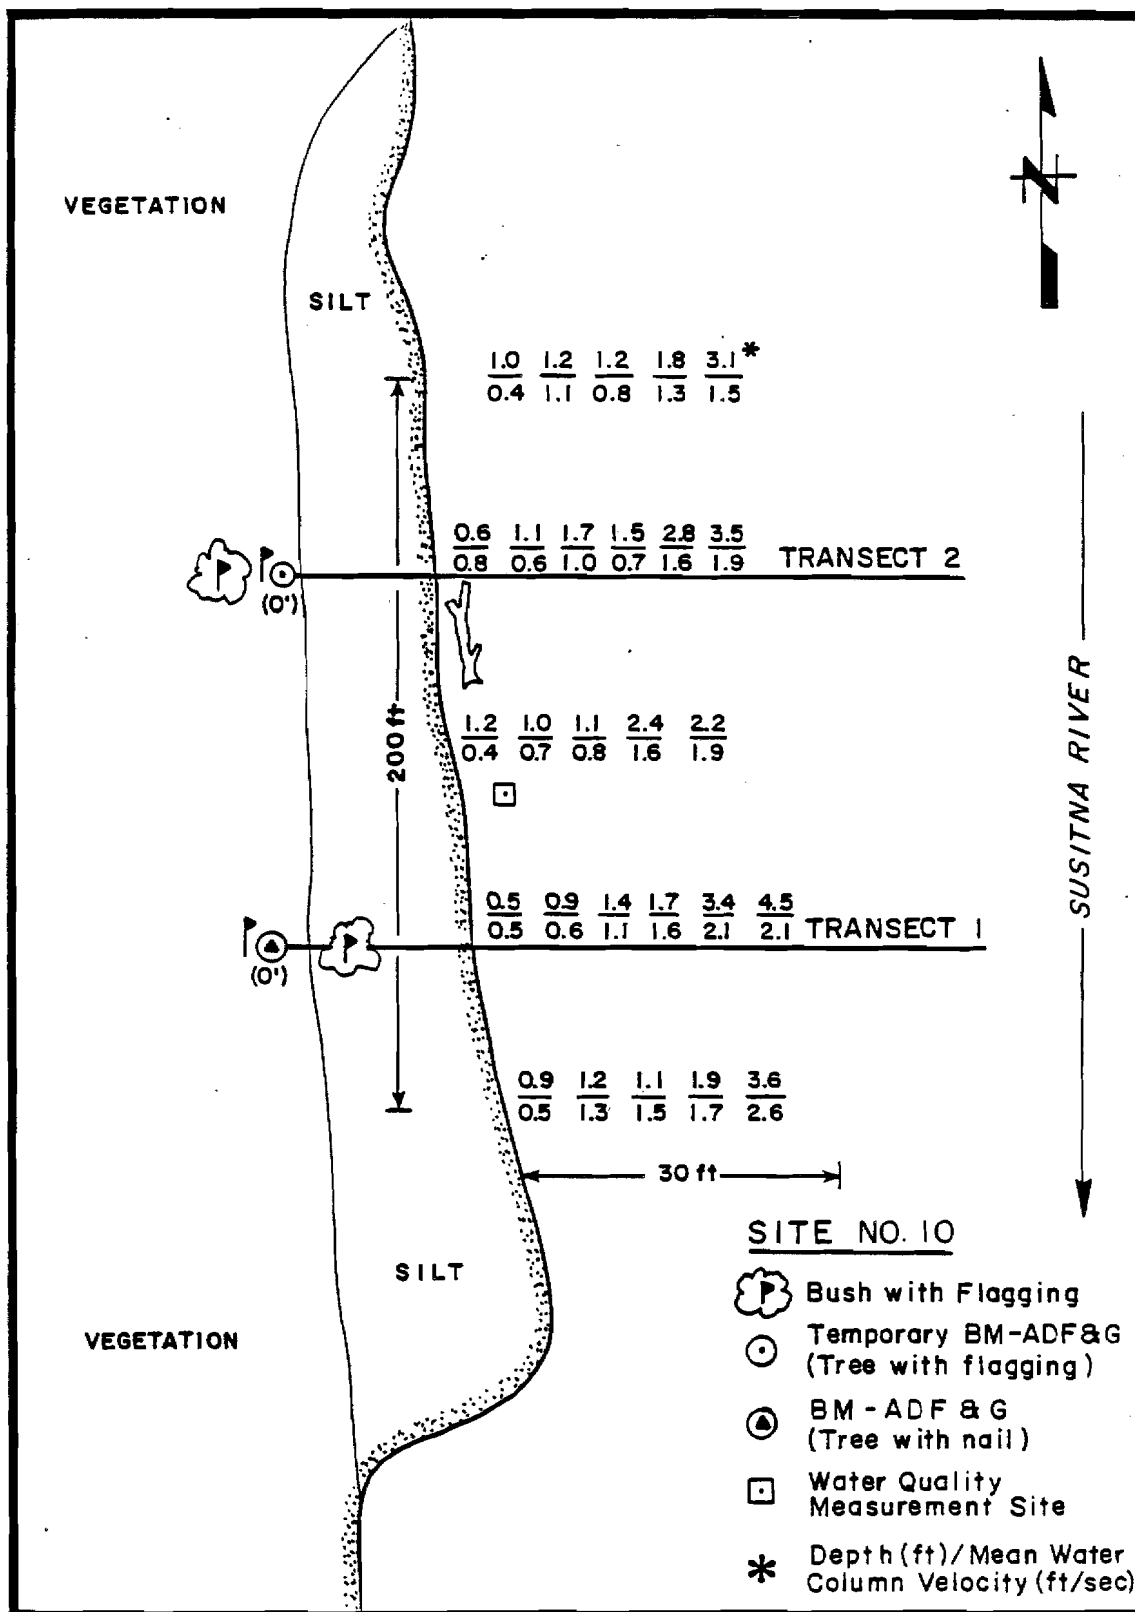 VEGETATION
N
SILT
1.0 1.2 1.2 1.8 3.1*
0.4 1.1 0.8 1.3 1.5
0.6 1.1 1.7 1.5 2.8 3.5
0.8 0.6 1.0 0.7 1.6 1.9
TRANSECT 2
(0')
1.2 1.0 1.1 2.4 2.2
0.4 0.7 0.8 1.6 1.9
200 ft
SUSITNA RIVER
0.5 0.9 1.4 1.7 3.4 4.5
0.5 0.6 1.1 1.6 2.1 2.1
TRANSECT 1
(0')
0.9 1.2 1.1 1.9 3.6
0.5 1.3 1.5 1.7 2.6
30 ft
SILT
VEGETATION
SITE NO. 10
Bush with Flagging
Temporary BM-ADF&G
(Tree with flagging)
BM-ADF & G
(Tree with nail)
Water Quality
Measurement Site
* Depth (ft)/Mean Water
Column Velocity (ft/sec)